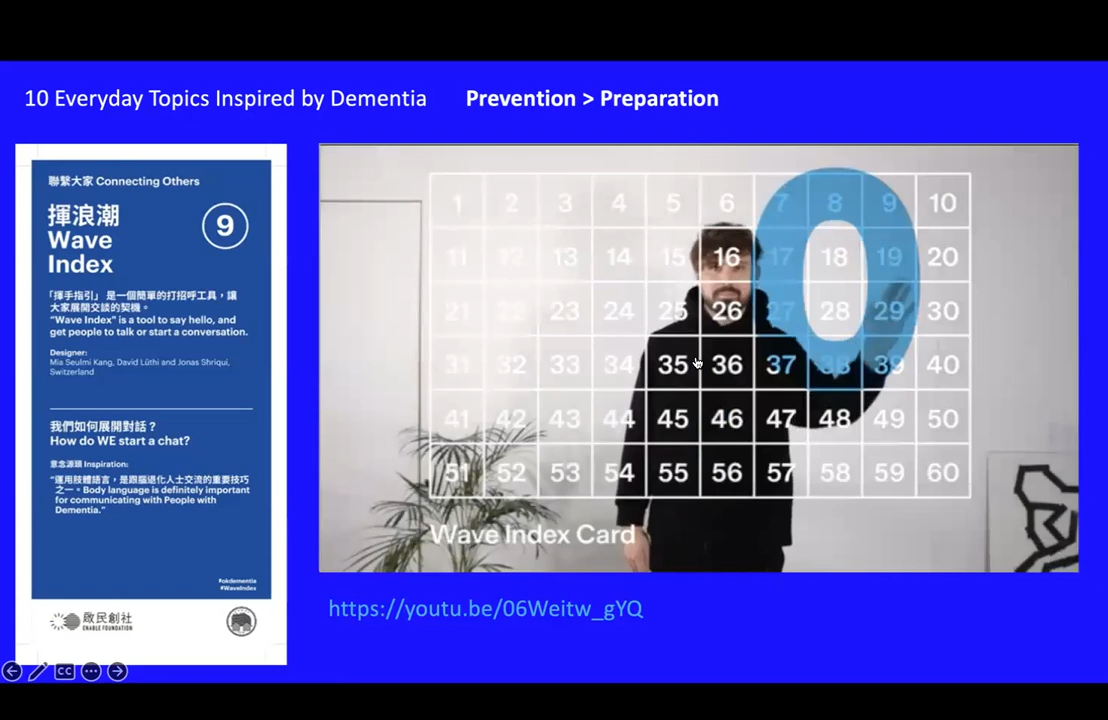 10 Everyday Topics Inspired by Dementia Prevention > Preparation
聯繫大家 Connecting Others
揮浪潮
Wave
Index
9
「揮手指引」 是一個簡單的打招呼工具，讓
大家展開交談的契機。
“Wave Index" is a tool to say hello, and
get people to talk or start a conversation.
Designer:
Mia Seulmi Kang, David Lüthi and Jonas Shriqui,
Switzerland
我們如何展開對話？
How do WE start a chat?
意念源頭 Inspiration:
“運用肢體語言，是跟腦退化人士交流的重要技巧
之一。Body language is definitely important
for communicating with People with
Dementia.”
#okdementia
#WaveIndex
啟民創社
ENABLE FOUNDATION
1 2 3 4 5 6 7 8 9 10
11 12 13 14 15 16 17 18 19 20
21 23 24 25 26 27 28 29 30
31 32 33 34 35 36 37 38 39 40
41 42 43 44 45 46 47 48 49 50
51 52 53 54 55 56 57 58 59 60
0
Wave Index Card
https://youtu.be/06Weitw_gYQ
CC